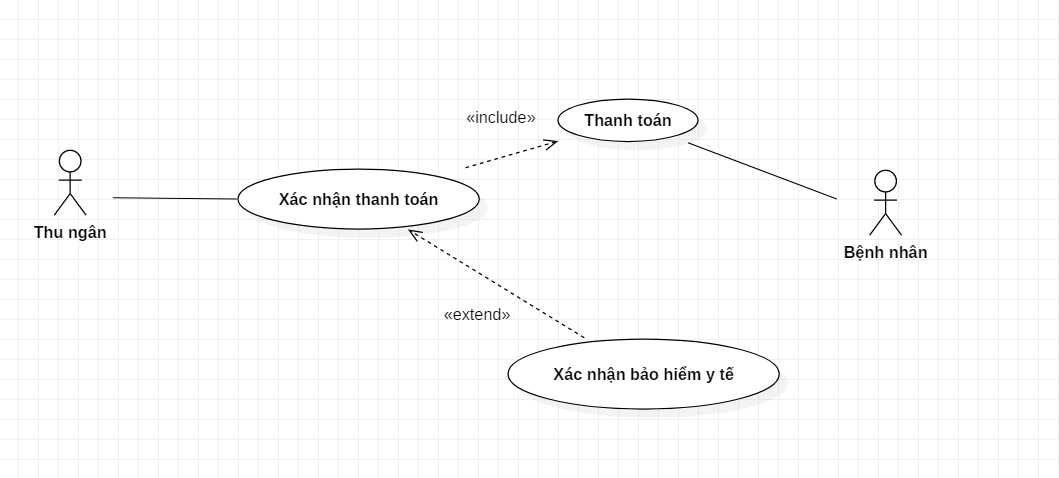 «include»
Thanh toán
Xác nhận thanh toán
Thu ngân
Bệnh nhân
«extend»
Xác nhận bảo hiểm y tế